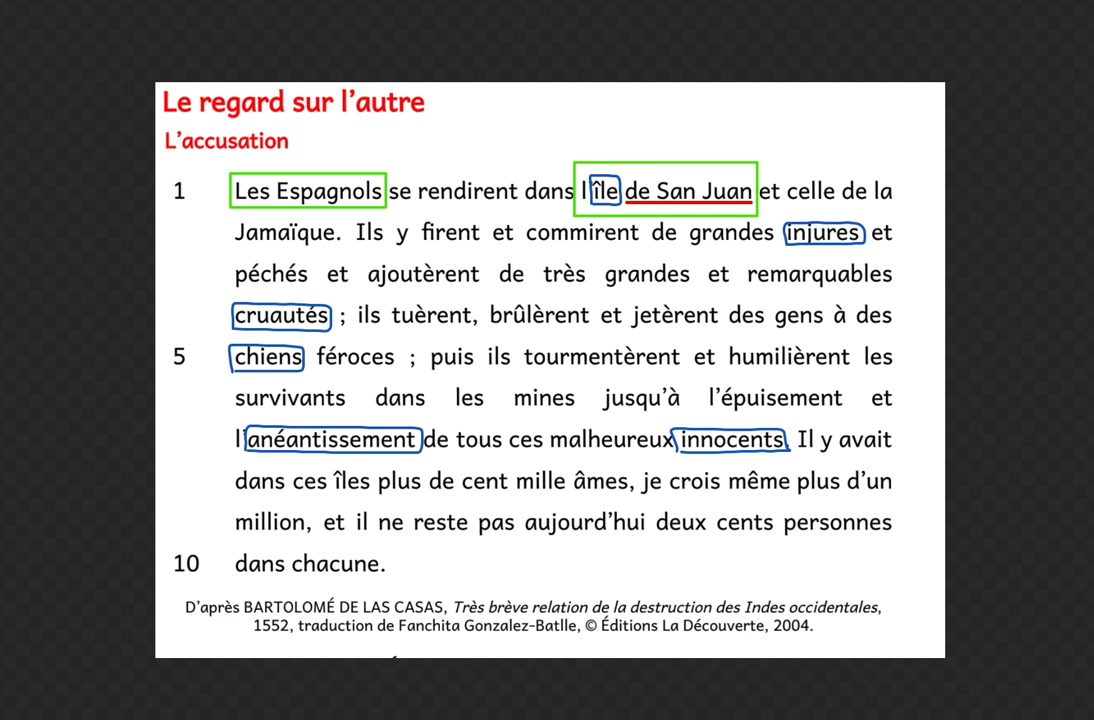 Le regard sur l'autre
L'accusation
1 Les Espagnols se rendirent dans l'île de San Juan et celle de la
Jamaïque. Ils y firent et commirent de grandes injures et
péchés et ajoutèrent de très grandes et remarquables
cruautés ; ils tuèrent, brûlèrent et jetèrent des gens à des
5 chiens féroces ; puis ils tourmentèrent et humilièrent les
survivants dans les mines jusqu'à l'épuisement et
l'anéantissement de tous ces malheureux innocents. Il y avait
dans ces îles plus de cent mille âmes, je crois même plus d'un
million, et il ne reste pas aujourd'hui deux cents personnes
10 dans chacune.
D'après BARTOLOMÉ DE LAS CASAS, Très brève relation de la destruction des Indes occidentales,
1552, traduction de Fanchita Gonzalez-Batlle, © Éditions La Découverte, 2004.